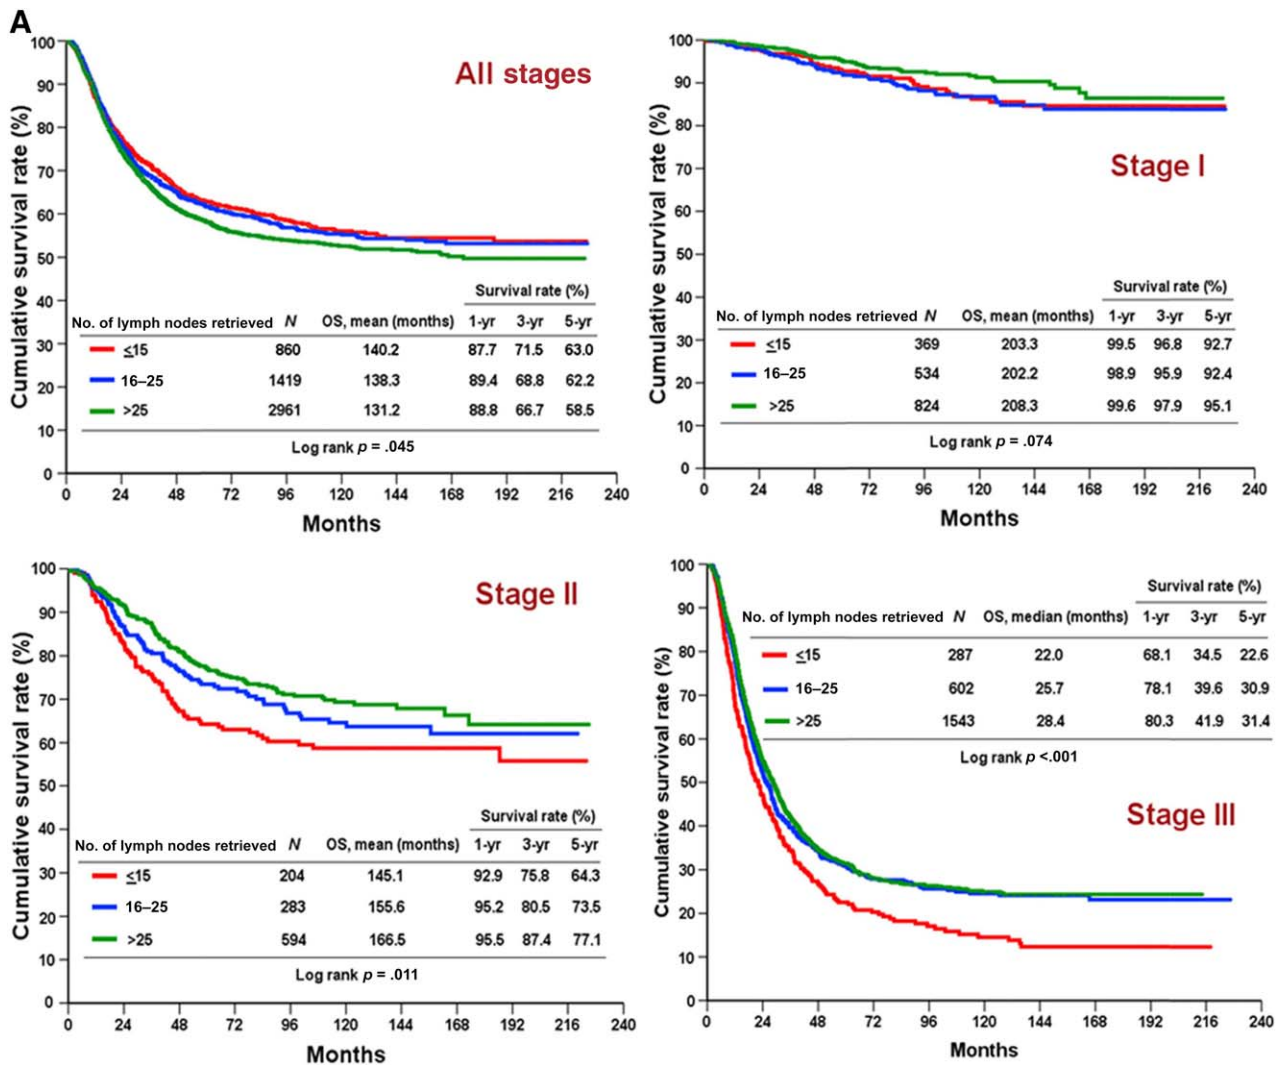 A
All stages
Cumulative survival rate (%)
100
90
80
70
60
50
40
30
20
10
0
Survival rate (%)
No. of lymph nodes retrieved N OS, mean (months) 1-yr 3-yr 5-yr
≤15 860 140.2 87.7 71.5 63.0
16–25 1419 138.3 89.4 68.8 62.2
>25 2961 131.2 88.8 66.7 58.5
Log rank p = .045
0 24 48 72 96 120 144 168 192 216 240
Months
Stage I
Cumulative survival rate (%)
100
90
80
70
60
50
40
30
20
10
0
Survival rate (%)
No. of lymph nodes retrieved N OS, mean (months) 1-yr 3-yr 5-yr
≤15 369 203.3 99.5 96.8 92.7
16–25 534 202.2 98.9 95.9 92.4
>25 824 208.3 99.6 97.9 95.1
Log rank p = .074
0 24 48 72 96 120 144 168 192 216 240
Months
Stage II
Cumulative survival rate (%)
100
90
80
70
60
50
40
30
20
10
0
Survival rate (%)
No. of lymph nodes retrieved N OS, mean (months) 1-yr 3-yr 5-yr
≤15 204 145.1 92.9 75.8 64.3
16–25 283 155.6 95.2 80.5 73.5
>25 594 166.5 95.5 87.4 77.1
Log rank p = .011
0 24 48 72 96 120 144 168 192 216 240
Months
Cumulative survival rate (%)
100
90
80
70
60
50
40
30
20
10
0
Survival rate (%)
No. of lymph nodes retrieved N OS, median (months) 1-yr 3-yr 5-yr
≤15 287 22.0 68.1 34.5 22.6
16–25 602 25.7 78.1 39.6 30.9
>25 1543 28.4 80.3 41.9 31.4
Log rank p <.001
Stage III
0 24 48 72 96 120 144 168 192 216 240
Months